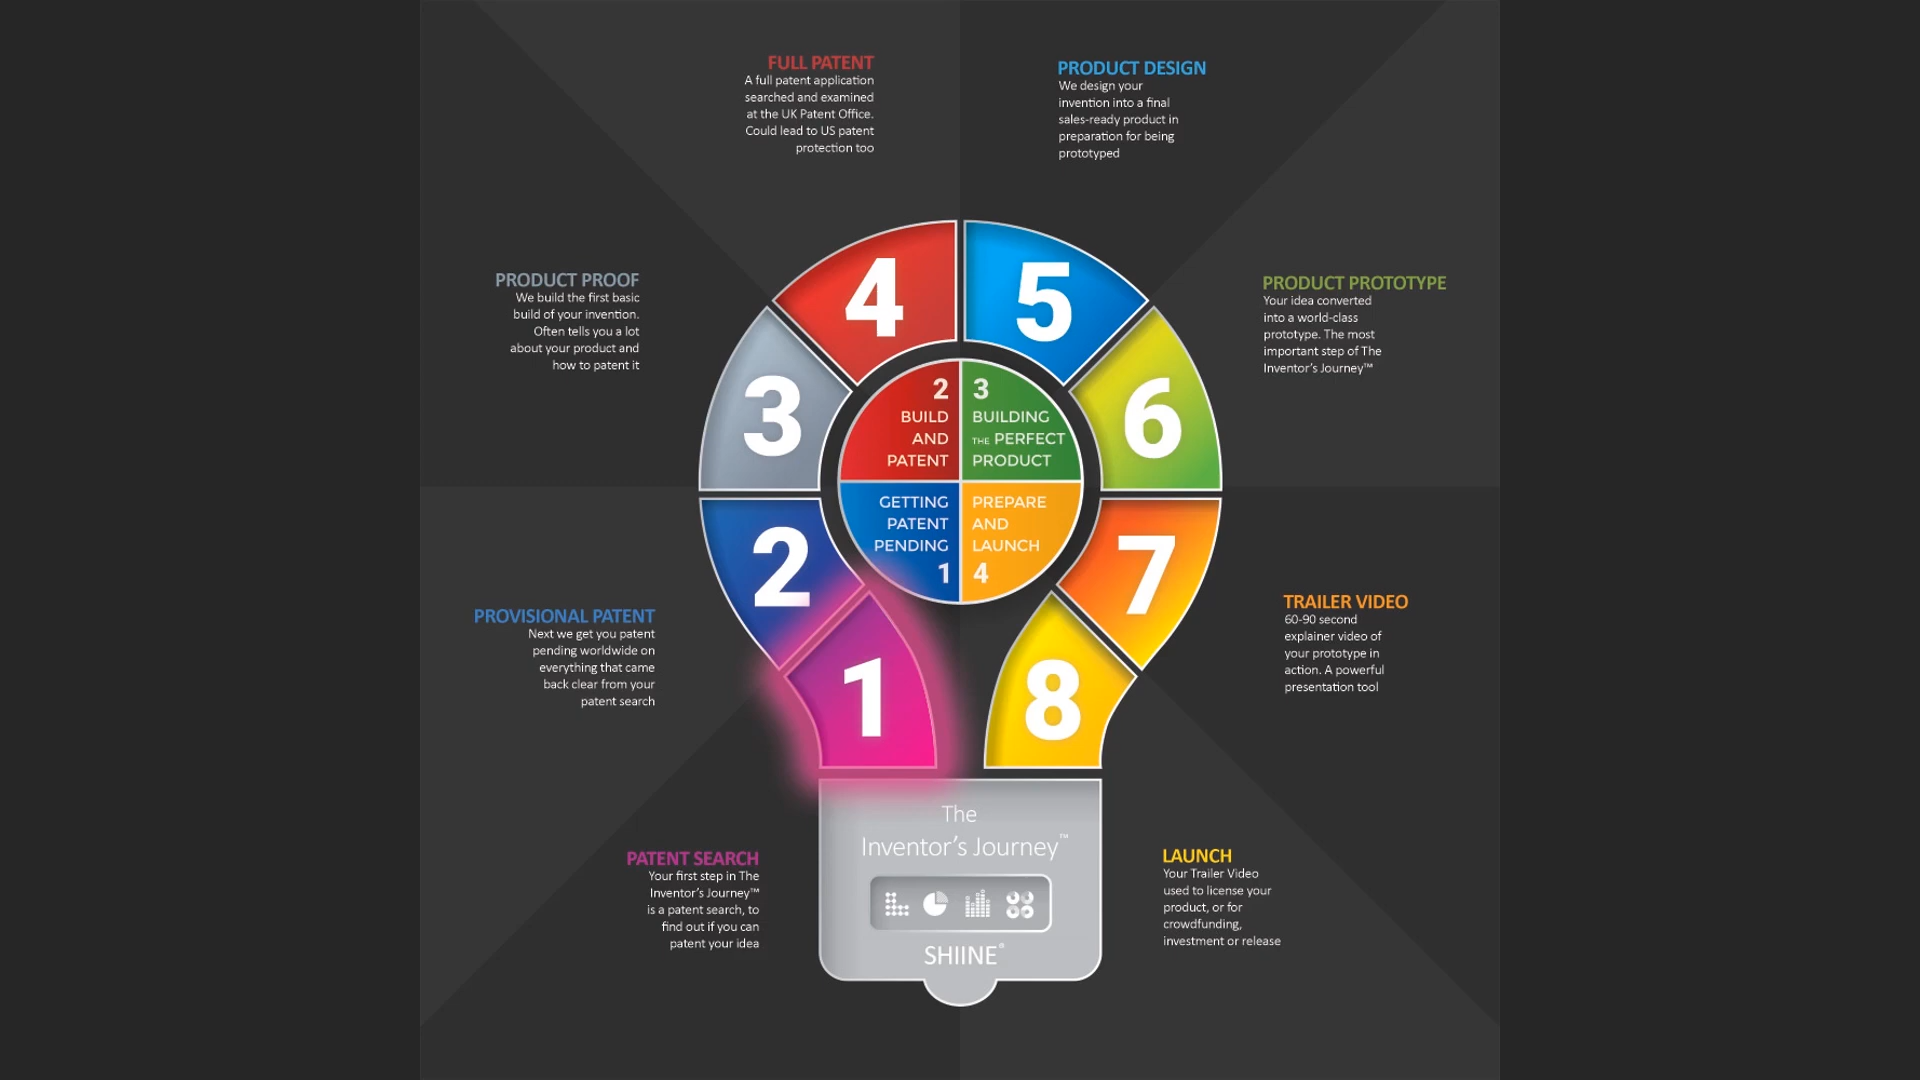 FULL PATENT
A full patent application
searched and examined
at the UK Patent Office.
Could lead to US patent
protection too
PRODUCT DESIGN
We design your
invention into a final
sales-ready product in
preparation for being
prototyped
PRODUCT PROOF
We build the first basic
build of your invention.
Often tells you a lot
about your product and
how to patent it
PRODUCT PROTOTYPE
Your idea converted
into a world-class
prototype. The most
important step of The
Inventor's Journey™
4
5
3
6
2
BUILD
AND
PATENT
3
BUILDING
THE PERFECT
PRODUCT
GETTING
PATENT
PENDING
1
PREPARE
AND
LAUNCH
4
2
7
1
8
PROVISIONAL PATENT
Next we get you patent
pending worldwide on
everything that came
back clear from your
patent search
TRAILER VIDEO
60-90 second
explainer video of
your prototype in
action. A powerful
presentation tool
The
Inventor's Journey™
SHIINE®
PATENT SEARCH
Your first step in The
Inventor's Journey™
is a patent search, to
find out if you can
patent your idea
LAUNCH
Your Trailer Video
used to license your
product, or for
crowdfunding,
investment or release